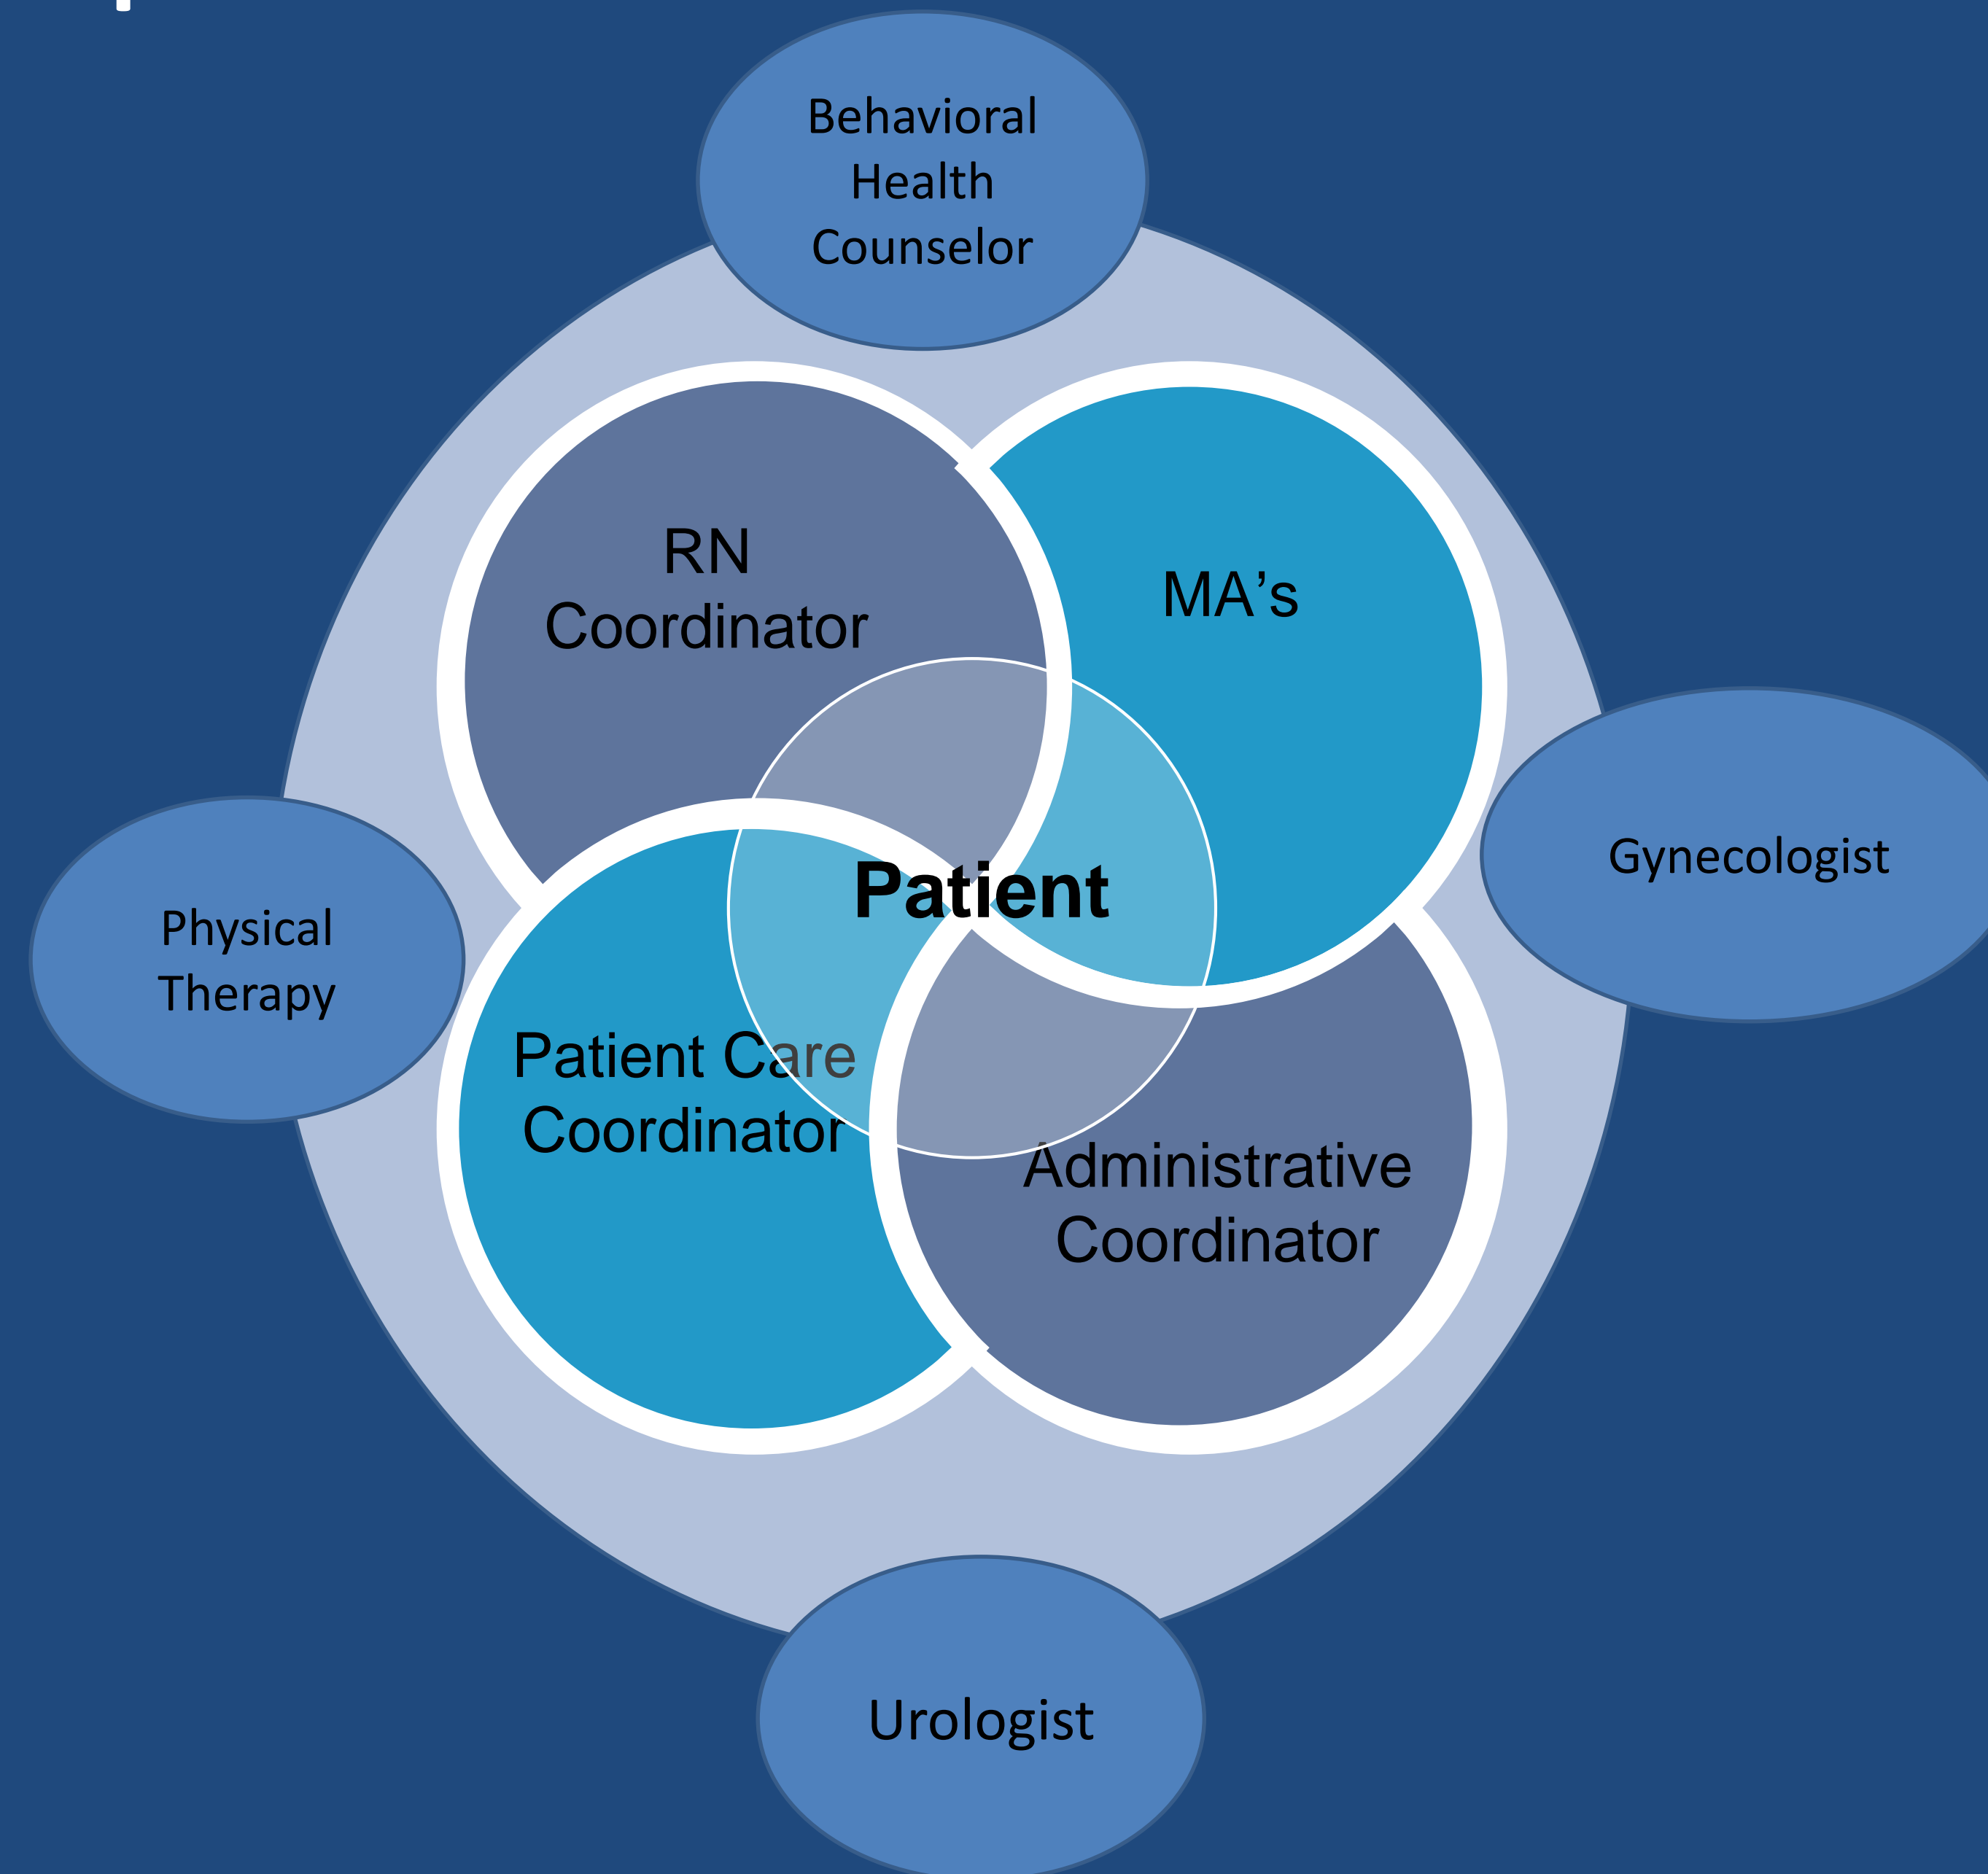 Behavioral
Health
Counselor
RN
Coordinator
MA’s
Gynecologist
Patient
Physical
Therapy
Patient Care
Coordinator
Administrative
Coordinator
Urologist